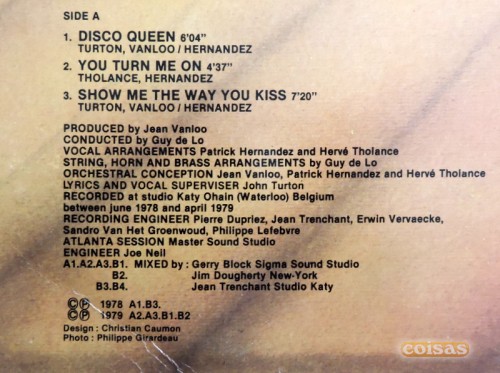 SIDE A
1. DISCO QUEEN 6'04"
TURTON, VANLOO / HERNANDEZ
2. YOU TURN ME ON 4'37"
THOLANCE, HERNANDEZ
3. SHOW ME THE WAY YOU KISS 7'20"
TURTON, VANLOO / HERNANDEZ
PRODUCED by Jean Vanloo
CONDUCTED by Guy de Lo
VOCAL ARRANGEMENTS Patrick Hernandez and Hervé Tholance
STRING, HORN AND BRASS ARRANGEMENTS by Guy de Lo
ORCHESTRAL CONCEPTION Jean Vanloo, Patrick Hernandez and Hervé Tholance
LYRICS AND VOCAL SUPERVISER John Turton
RECORDED at studio Katy Ohain (Waterloo) Belgium
between june 1978 and april 1979
RECORDING ENGINEER Pierre Dupriez, Jean Trenchant, Erwin Vervaecke,
Sandro Van Het Groenwoud, Philippe Lefebvre
ATLANTA SESSION Master Sound Studio
ENGINEER Joe Neil
A1.A2.A3.B1. MIXED by : Gerry Block Sigma Sound Studio
B2. Jim Dougherty New-York
B3.B4. Jean Trenchant Studio Katy
©℗ 1978 A1.B3.
©℗ 1979 A2.A3.B1.B2
Design : Christian Caumon
Photo : Philippe Girardeau
coisas